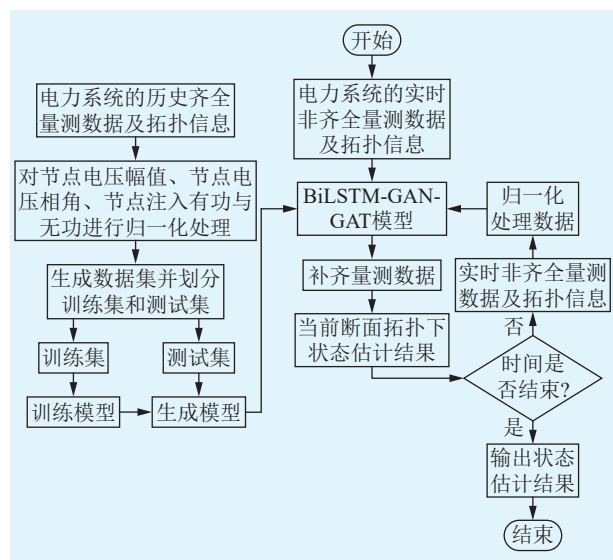 开始
电力系统的历史齐全
量测数据及拓扑信息
对节点电压幅值、节点电
压相角、节点注入有功与
无功进行归一化处理
生成数据集并划分
训练集和测试集
训练集
测试集
训练模型
生成模型
电力系统的实时
非齐全量测数据
及拓扑信息
BiLSTM-GAN-
GAT模型
补齐量测数据
当前断面拓扑下
状态估计结果
归一化
处理数据
实时非齐全量测
数据及拓扑信息
否
时间是
否结束?
是
输出状态
估计结果
结束